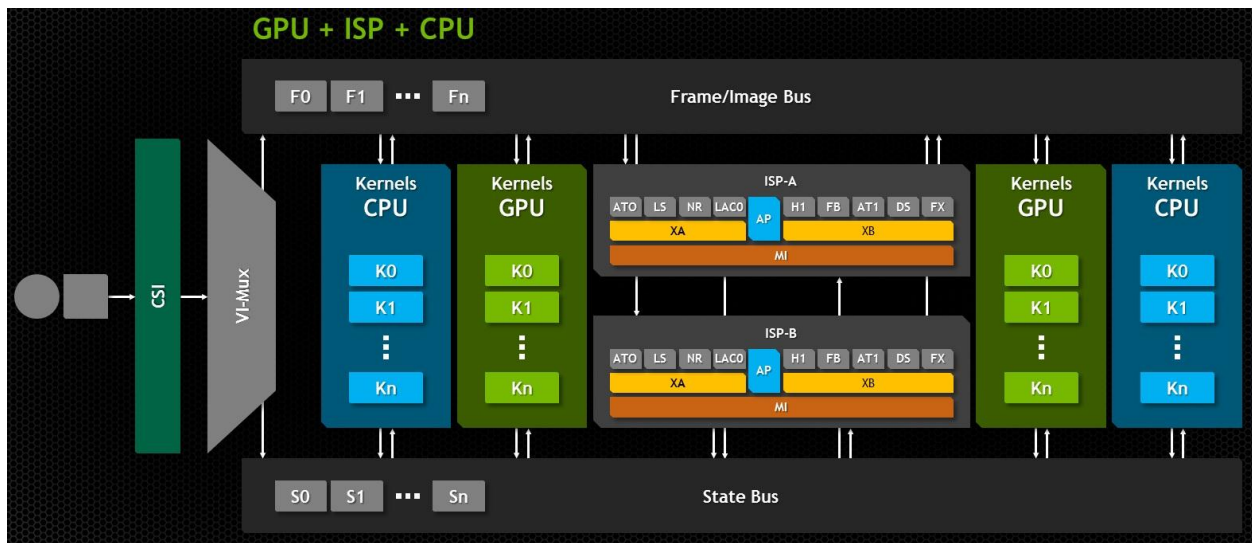 GPU + ISP + CPU
F0 F1 ... Fn Frame/Image Bus
CSI
VI-Mux
Kernels
CPU
K0
K1
Kn
Kernels
GPU
K0
K1
Kn
ISP-A
ATO LS NR LACO AP H1 FB AT1 DS FX
XA XB
MI
ISP-B
ATO LS NR LACO AP H1 FB AT1 DS FX
XA XB
MI
Kernels
GPU
K0
K1
Kn
Kernels
CPU
K0
K1
Kn
S0 S1 ... Sn State Bus